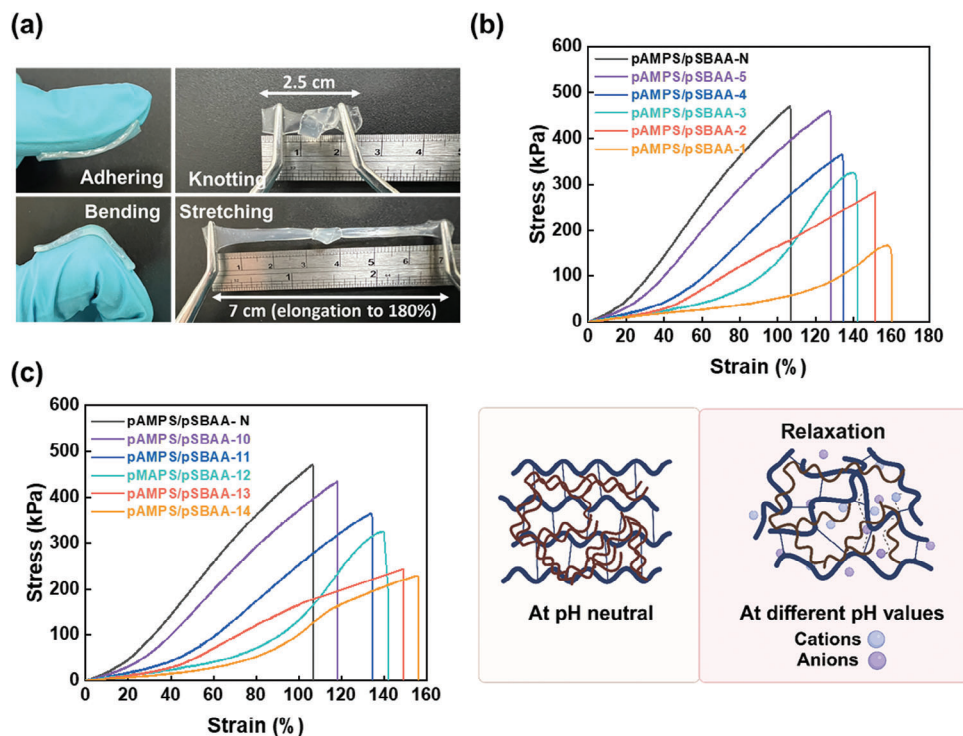 (a)
2.5 cm
Adhering
Knotting
Bending
Stretching
7 cm (elongation to 180%)
(b)
600
500
400
300
200
100
0
Stress (kPa)
pAMPS/pSBAA-N
pAMPS/pSBAA-5
pAMPS/pSBAA-4
pAMPS/pSBAA-3
pAMPS/pSBAA-2
pAMPS/pSBAA-1
0 20 40 60 80 100 120 140 160 180
Strain (%)
(c)
600
500
400
300
200
100
0
Stress (kPa)
pAMPS/pSBAA- N
pAMPS/pSBAA-10
pAMPS/pSBAA-11
pMAPS/pSBAA-12
pAMPS/pSBAA-13
pAMPS/pSBAA-14
0 20 40 60 80 100 120 140 160
Strain (%)
At pH neutral
Relaxation
At different pH values
Cations
Anions